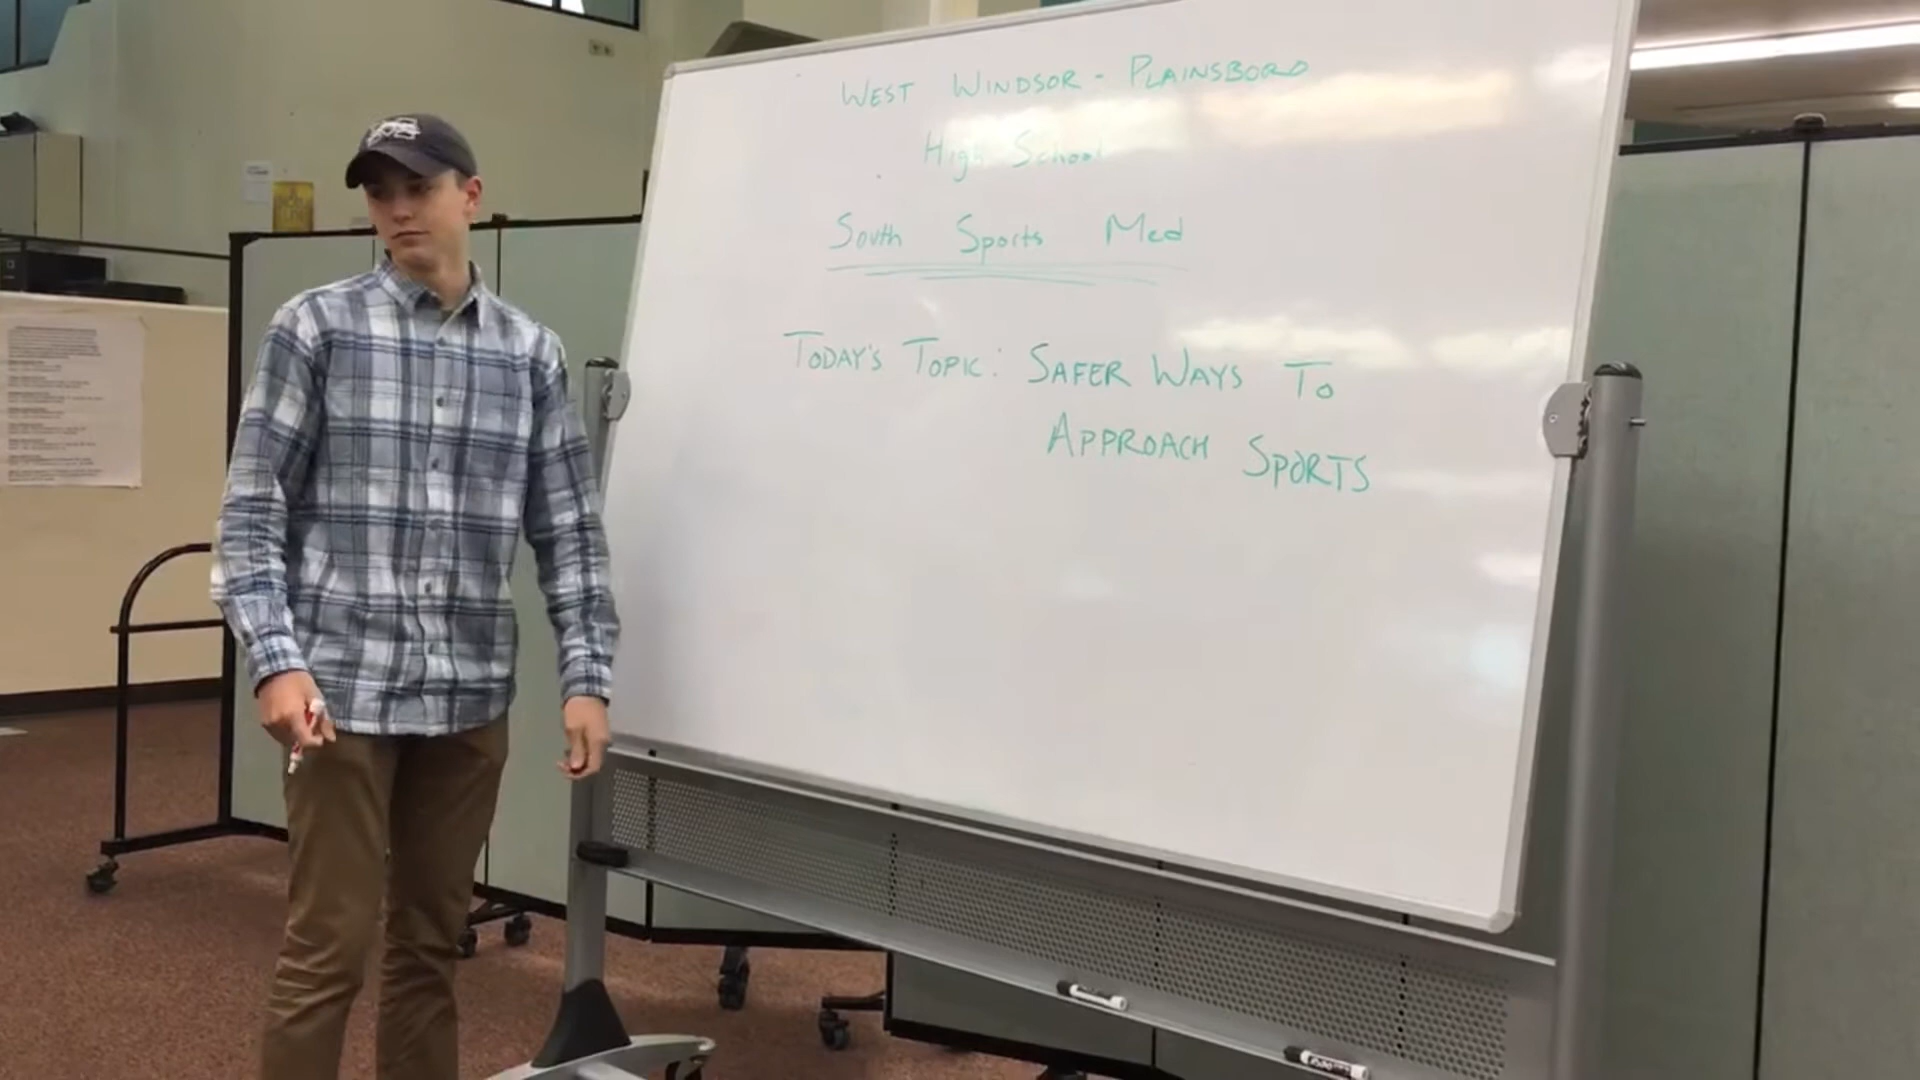 WEST WINDSOR - PLAINSBORO
High School
South Sports Med
TODAY'S TOPIC: SAFER WAYS TO
APPROACH SPORTS